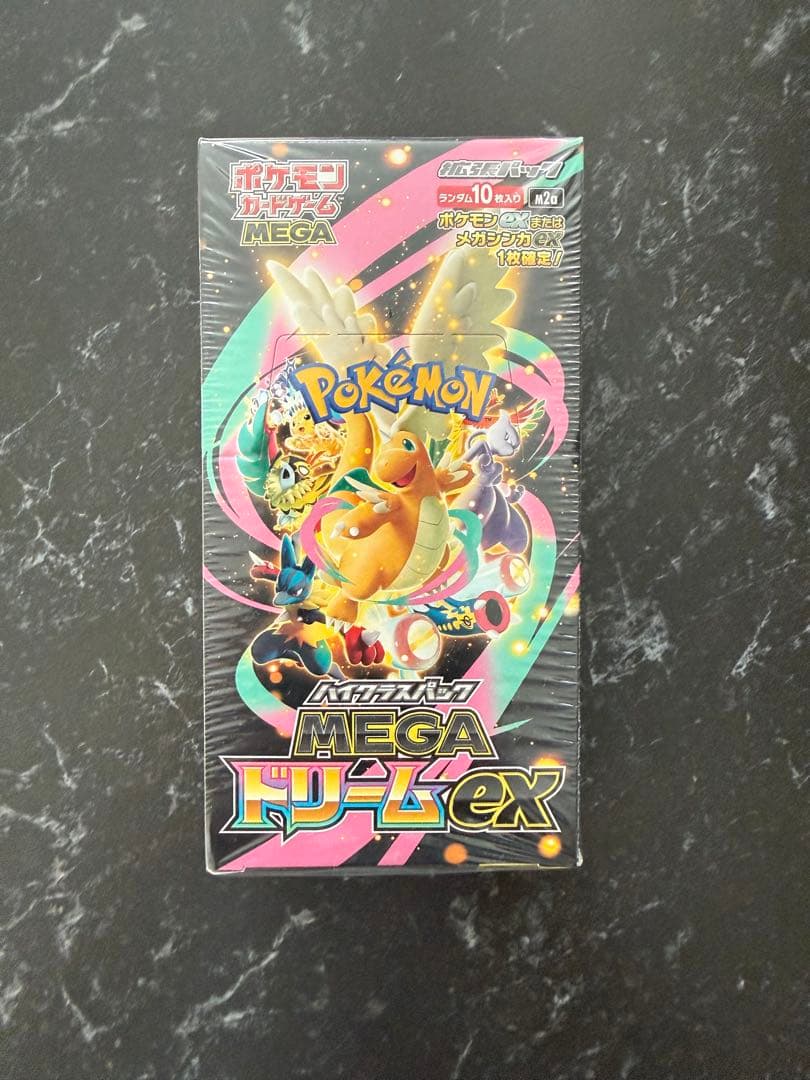 ポケモン
カードゲーム
MEGA
拡張パック
ランダム10枚入り M2a
ポケモンexまたは
メガシンカex
1枚確定!
POKéMON
ハイクラスパック
MEGA
ドリームex